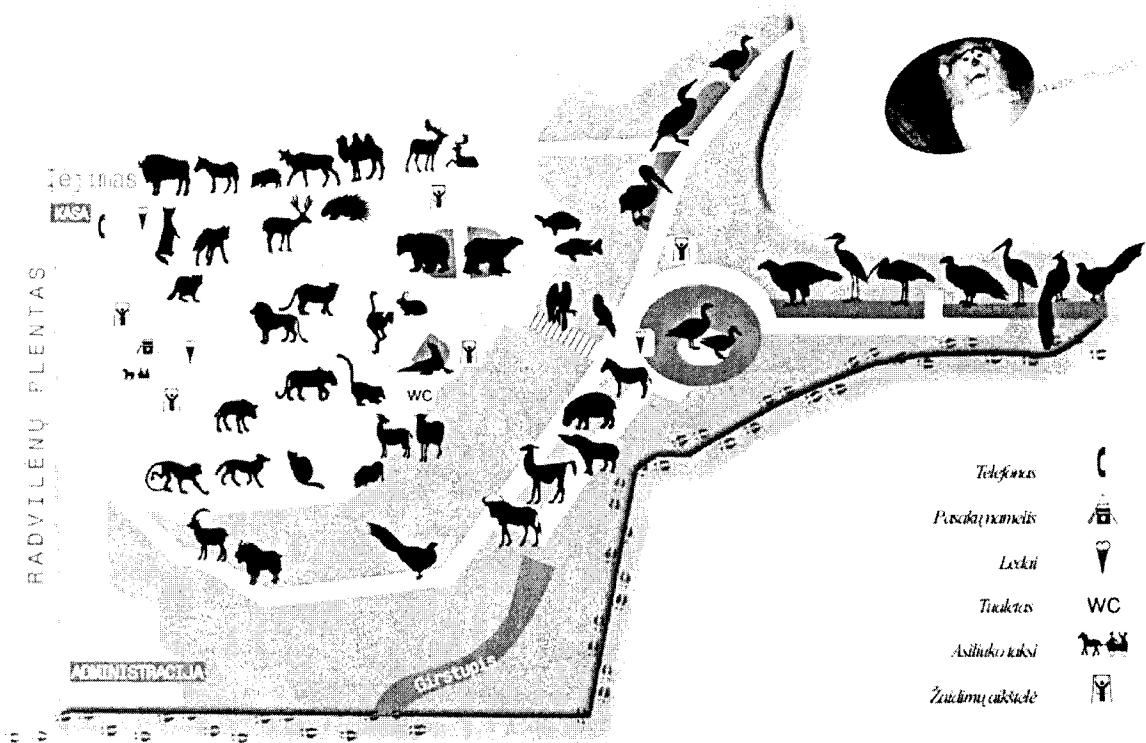 Įėjimas
KASA
RADVILĖNŲ PLENTAS
WC
ADMINISTRACIJA
Girstupis
Telefonas
Pasakų namelis
Ledai
Tualetas WC
Asiliuko taksi
Žaidimų aikštelė